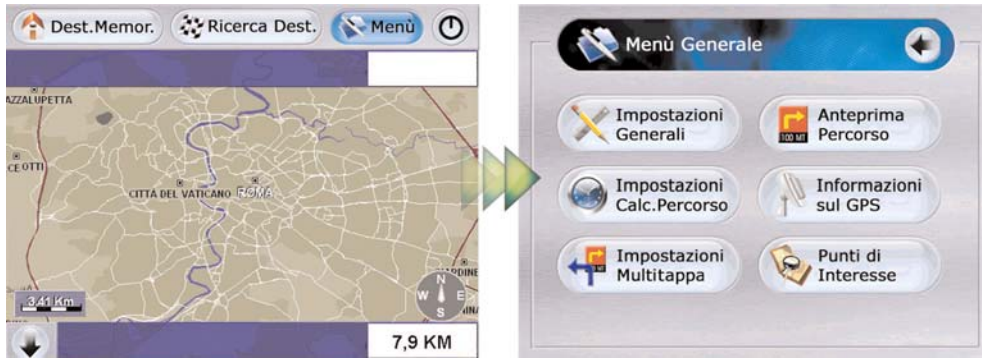 Dest.Memor. Ricerca Dest. Menù
AZZALUPETTA
CE OTTI
CITTÀ DEL VATICANO ROMA
ARDINE
N
W E
S
3,41 Km
7,9 KM
Menù Generale
Impostazioni
Generali
Anteprima
Percorso
100 MT
Impostazioni
Calc.Percorso
Informazioni
sul GPS
Impostazioni
Multitappa
Punti di
Interesse